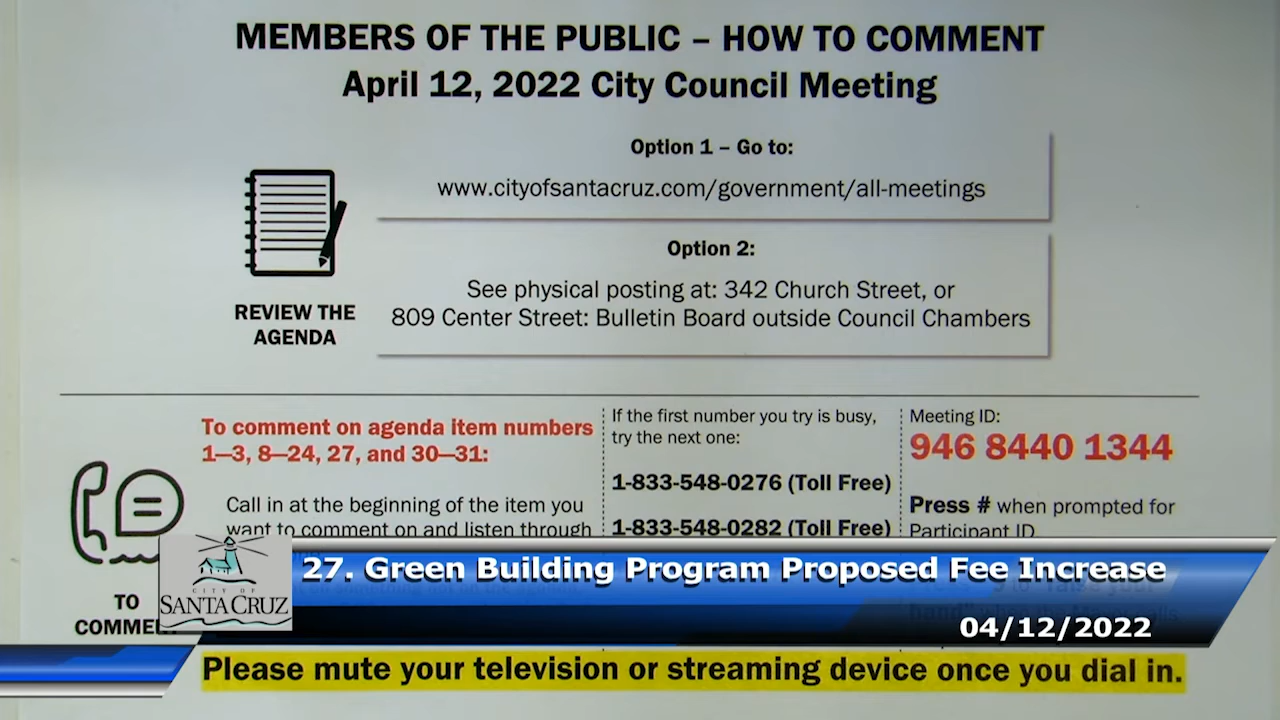 MEMBERS OF THE PUBLIC – HOW TO COMMENT
April 12, 2022 City Council Meeting
Option 1 – Go to:
www.cityofsantacruz.com/government/all-meetings
Option 2:
See physical posting at: 342 Church Street, or
809 Center Street: Bulletin Board outside Council Chambers
REVIEW THE
AGENDA
To comment on agenda item numbers
1–3, 8–24, 27, and 30–31:
Call in at the beginning of the item you
want to comment on and listen through
If the first number you try is busy,
try the next one:
1-833-548-0276 (Toll Free)
1-833-548-0282 (Toll Free)
Meeting ID:
946 8440 1344
Press # when prompted for
Participant ID
TO
27. Green Building Program Proposed Fee Increase
04/12/2022
CITY OF
SANTA CRUZ
Please mute your television or streaming device once you dial in.